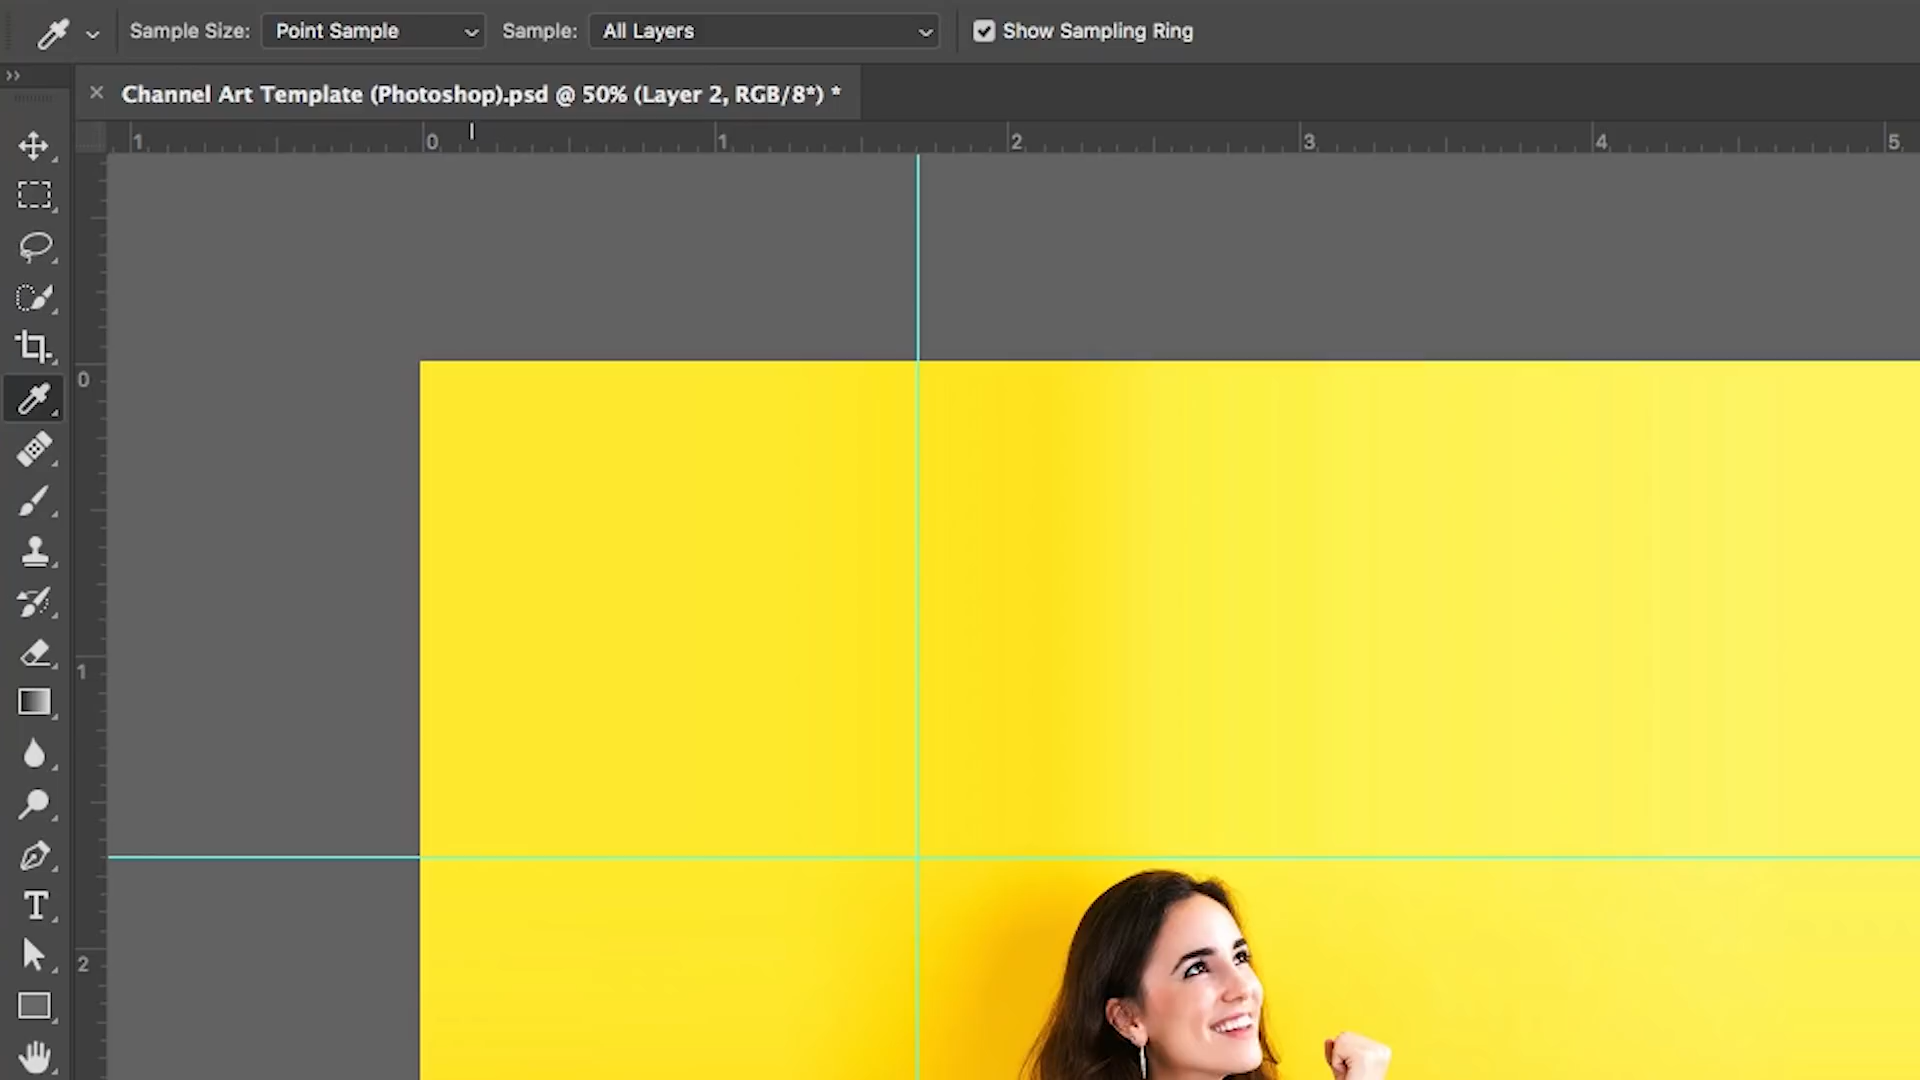 Sample Size: Point Sample Sample: All Layers Show Sampling Ring
Channel Art Template (Photoshop).psd @ 50% (Layer 2, RGB/8*) *
1 0 1 2 3 4 5
0
1
2